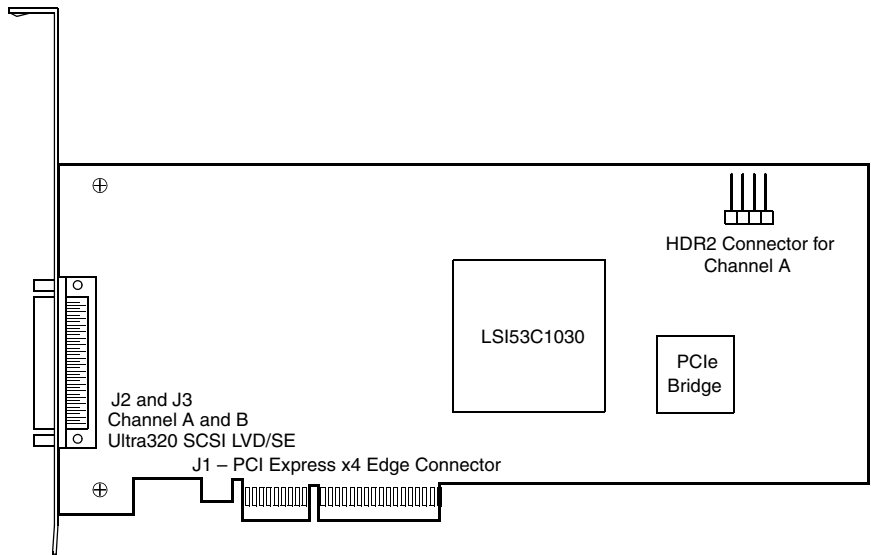 HDR2 Connector for
Channel A
LSI53C1030
PCIe
Bridge
J2 and J3
Channel A and B
Ultra320 SCSI LVD/SE
J1 – PCI Express x4 Edge Connector